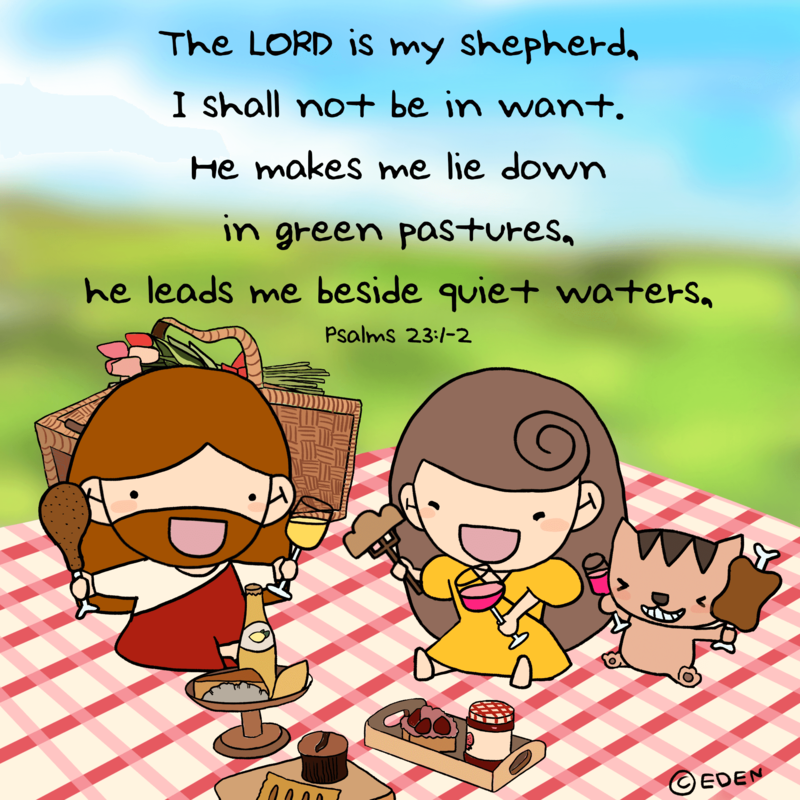 The LORD is my shepherd,
I shall not be in want.
He makes me lie down
in green pastures,
he leads me beside quiet waters,
Psalms 23:1-2
©EDEN